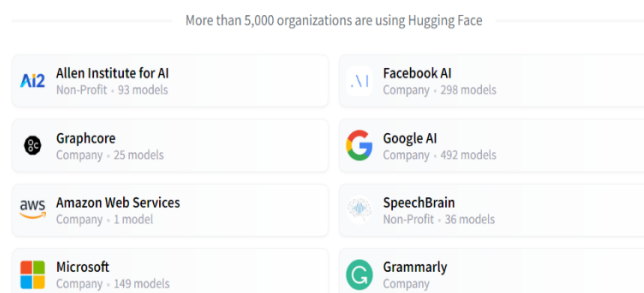 More than 5,000 organizations are using Hugging Face
Ai2
Allen Institute for AI
Non-Profit • 93 models
.\I
Facebook AI
Company • 298 models
Graphcore
Company • 25 models
Google AI
Company • 492 models
aws
Amazon Web Services
Company • 1 model
SpeechBrain
Non-Profit • 36 models
Microsoft
Company • 149 models
Grammarly
Company